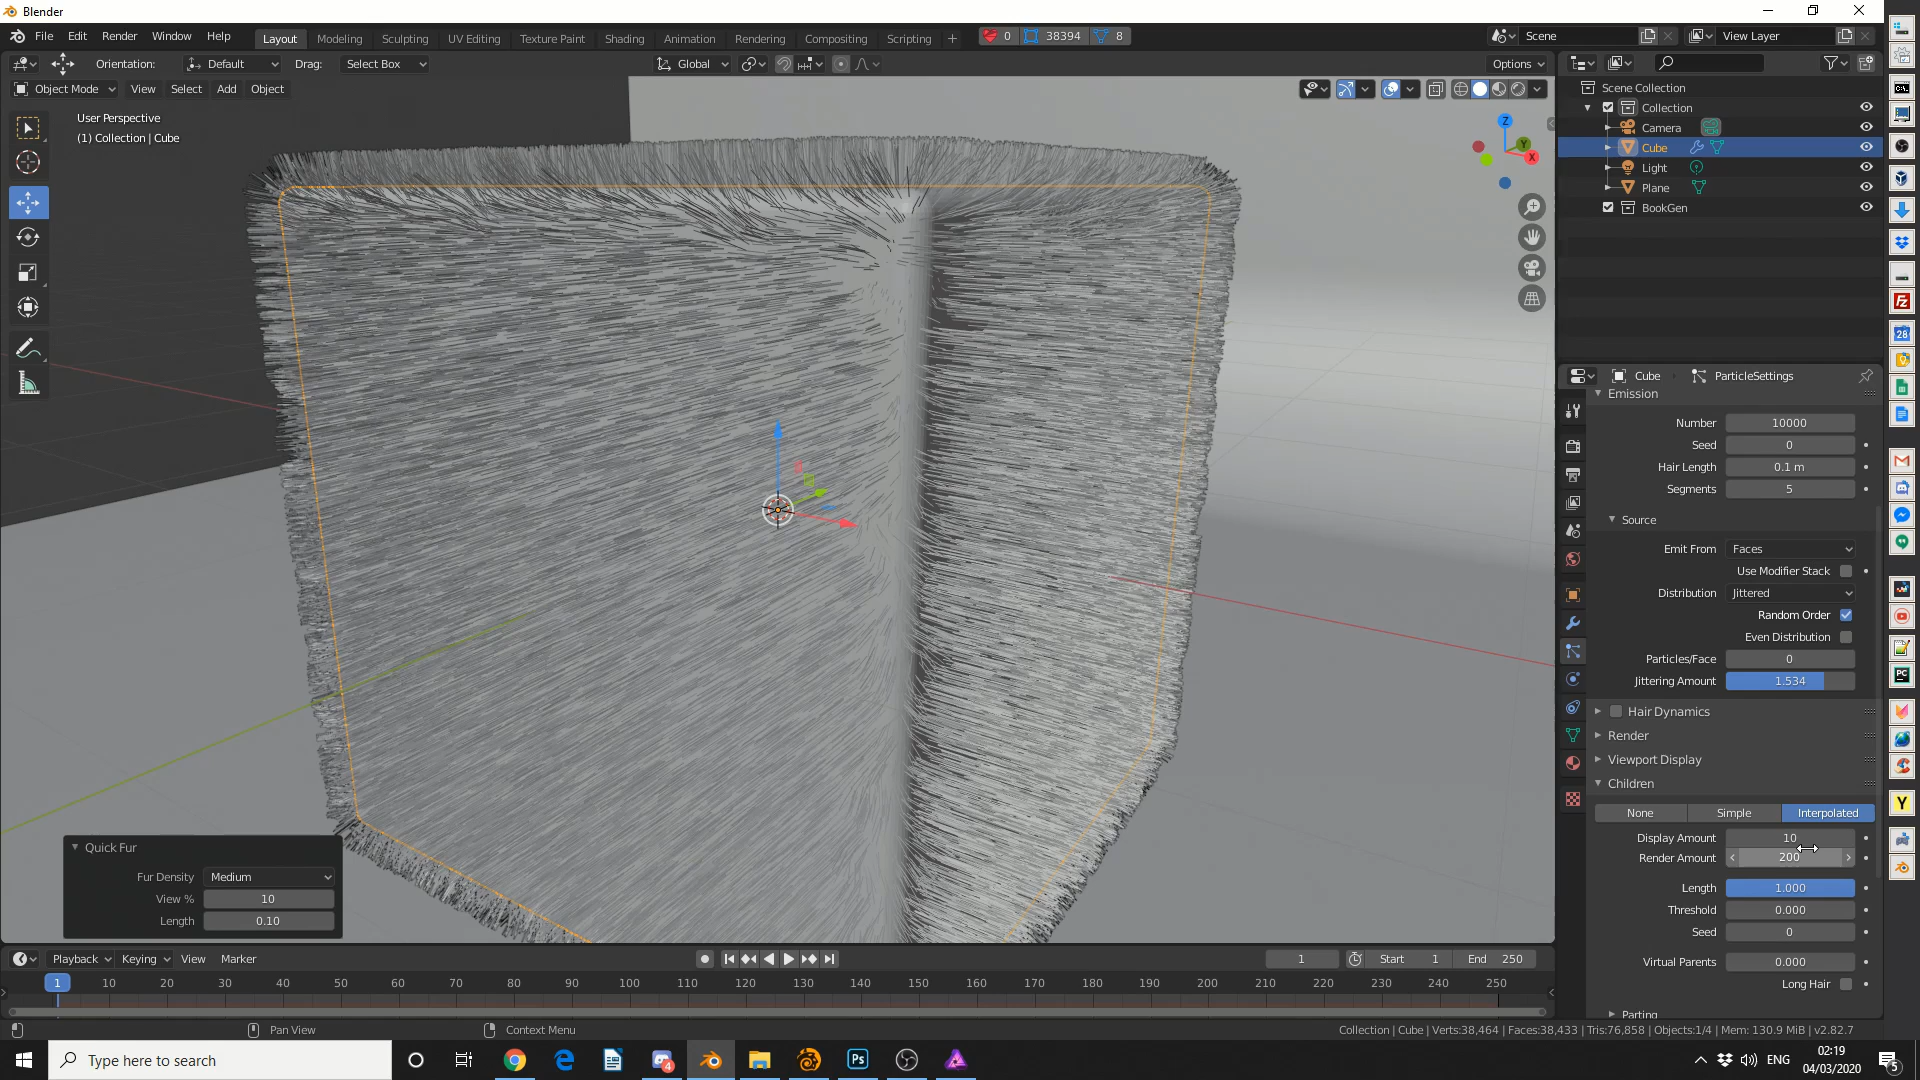 Blender
File Edit Render Window Help
Layout Modeling Sculpting UV Editing Texture Paint Shading Animation Rendering Compositing Scripting
0 38394 8
Scene
View Layer
Orientation: Default Drag: Select Box
Global
Options
Object Mode View Select Add Object
User Perspective
(1) Collection | Cube
Z
Y
X
Scene Collection
Collection
Camera
Cube
Light
Plane
BookGen
Cube ParticleSettings
Emission
Number 10000
Seed 0
Hair Length 0.1 m
Segments 5
Source
Emit From Faces
Use Modifier Stack
Distribution Jittered
Random Order
Even Distribution
Particles/Face 0
Jittering Amount 1.534
Hair Dynamics
Render
Viewport Display
Children
None Simple Interpolated
Display Amount 10
Render Amount 200
Length 1.000
Threshold 0.000
Seed 0
Virtual Parents 0.000
Long Hair
Parting
Quick Fur
Fur Density Medium
View % 10
Length 0.10
Playback Keying View Marker
1
Start 1
End 250
1 10 20 30 40 50 60 70 80 90 100 110 120 130 140 150 160 170 180 190 200 210 220 230 240 250
Pan View
Context Menu
Collection | Cube | Verts:38,464 | Faces:38,433 | Tris:76,858 | Objects:1/4 | Mem: 130.9 MiB | v2.82.7
Type here to search
4
Ps
ENG
02:19
04/03/2020
5
Fz
28
PC
Y